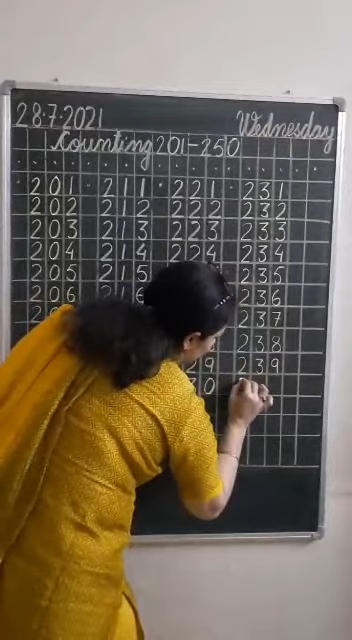 28.7.2021 Wednesday
Counting 201-250
201 211 221 231
202 212 222 232
203 213 223 233
204 214 224 234
205 215 235
206 236
237
238
239